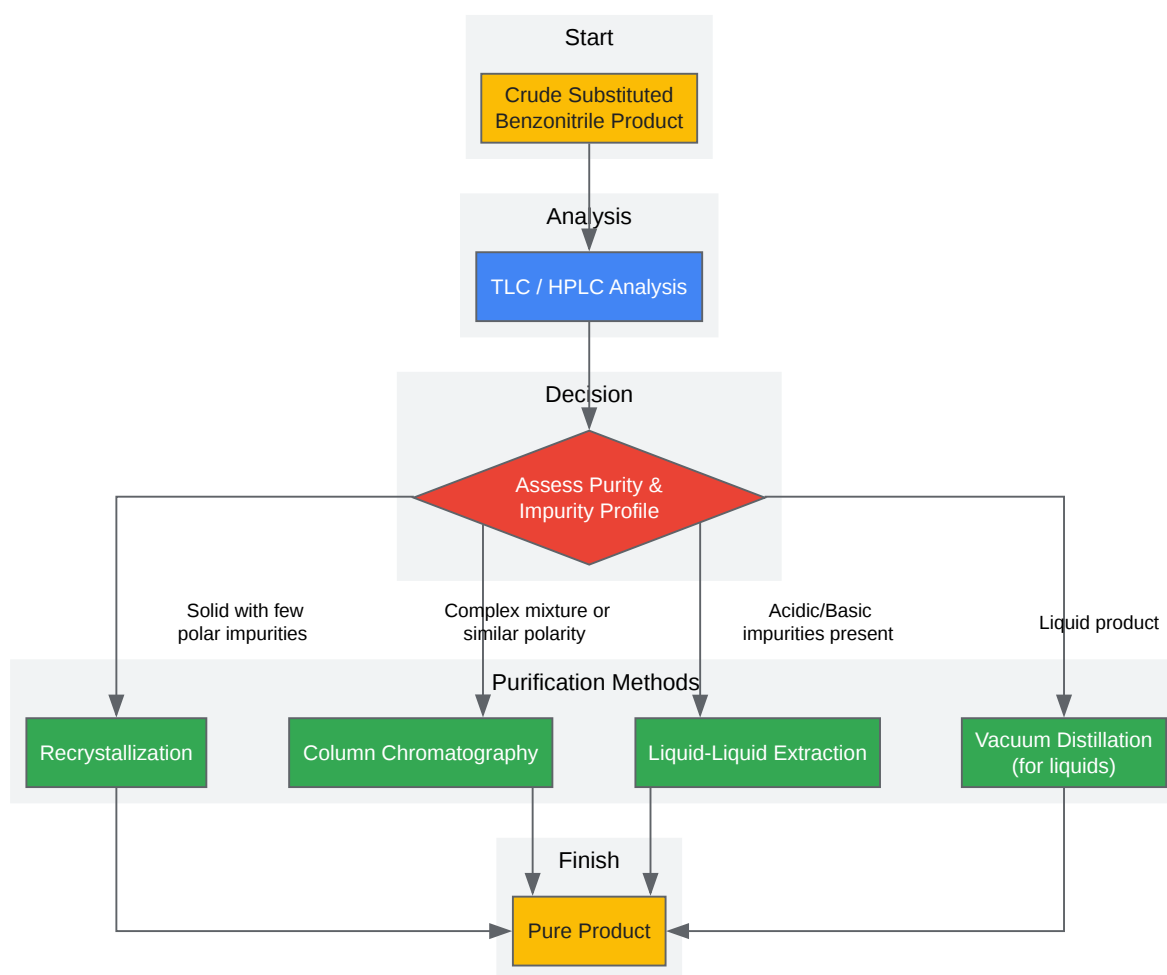 Start
Crude Substituted
Benzonitrile Product
Analysis
TLC / HPLC Analysis
Decision
Assess Purity &
Impurity Profile
Solid with few
polar impurities
Complex mixture or
similar polarity
Acidic/Basic
impurities present
Liquid product
Purification Methods
Recrystallization
Column Chromatography
Liquid-Liquid Extraction
Vacuum Distillation
(for liquids)
Finish
Pure Product